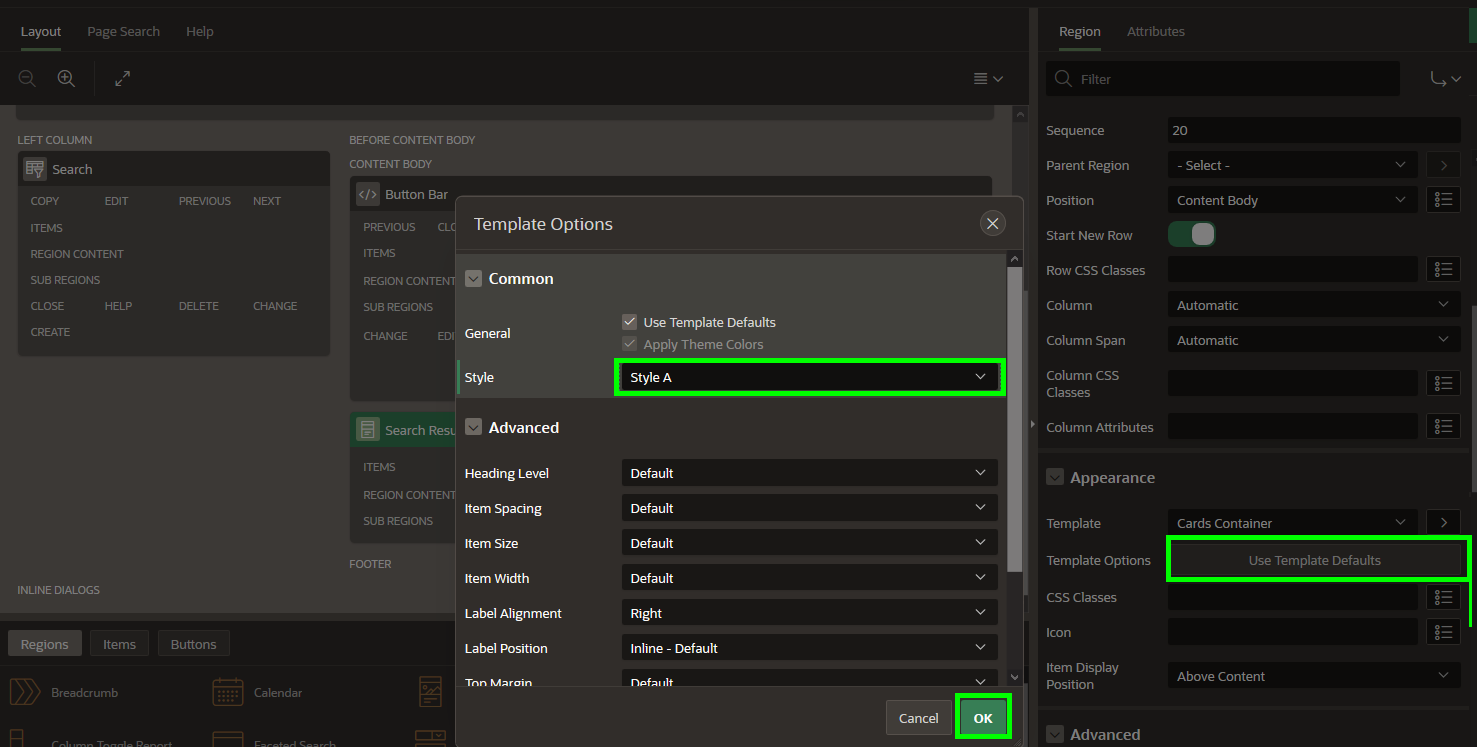 Layout Page Search Help
LEFT COLUMN
Search
COPY EDIT PREVIOUS NEXT
ITEMS
REGION CONTENT
SUB REGIONS
CLOSE HELP DELETE CHANGE
CREATE
INLINE DIALOGS
BEFORE CONTENT BODY
CONTENT BODY
</> Button Bar
PREVIOUS CLO
ITEMS
REGION CONTENT
SUB REGIONS
CHANGE EDI
Search Resu
ITEMS
REGION CONTENT
SUB REGIONS
FOOTER
Regions Items Buttons
Breadcrumb Calendar
Column Toggle Report Faceted Search
Template Options
Common
General
Use Template Defaults
Apply Theme Colors
Style Style A
Advanced
Heading Level Default
Item Spacing Default
Item Size Default
Item Width Default
Label Alignment Right
Label Position Inline - Default
Top Margin Default
Cancel OK
Region Attributes
Filter
Sequence 20
Parent Region - Select -
Position Content Body
Start New Row
Row CSS Classes
Column Automatic
Column Span Automatic
Column CSS
Classes
Column Attributes
Appearance
Template Cards Container
Template Options Use Template Defaults
CSS Classes
Icon
Item Display
Position Above Content
Advanced